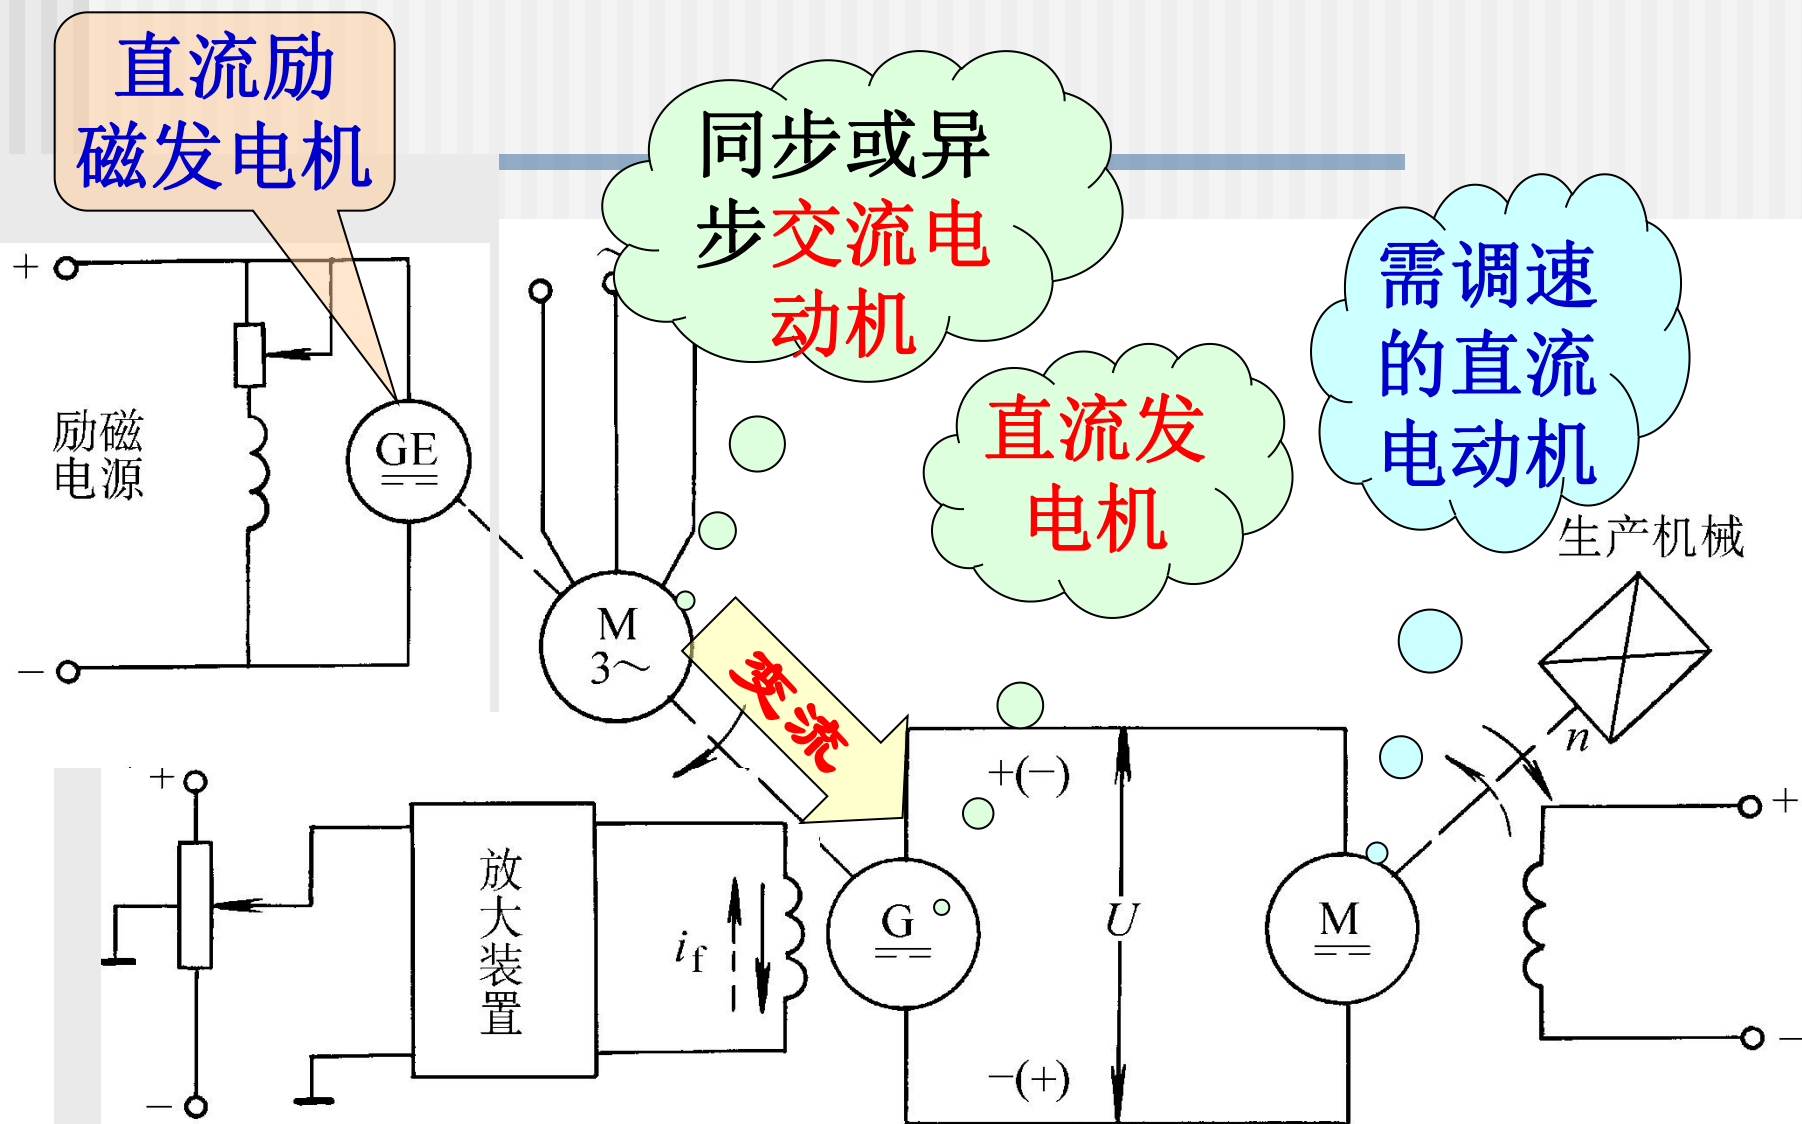 直流励
磁发电机
同步或异
步交流电
动机
需调速
的直流
电动机
直流发
电机
+
励磁
电源
GE
−
M
3～
变流
生产机械
n
+
放
大
装
置
−
i f
G
+(−)
U
−(+)
M
+
−